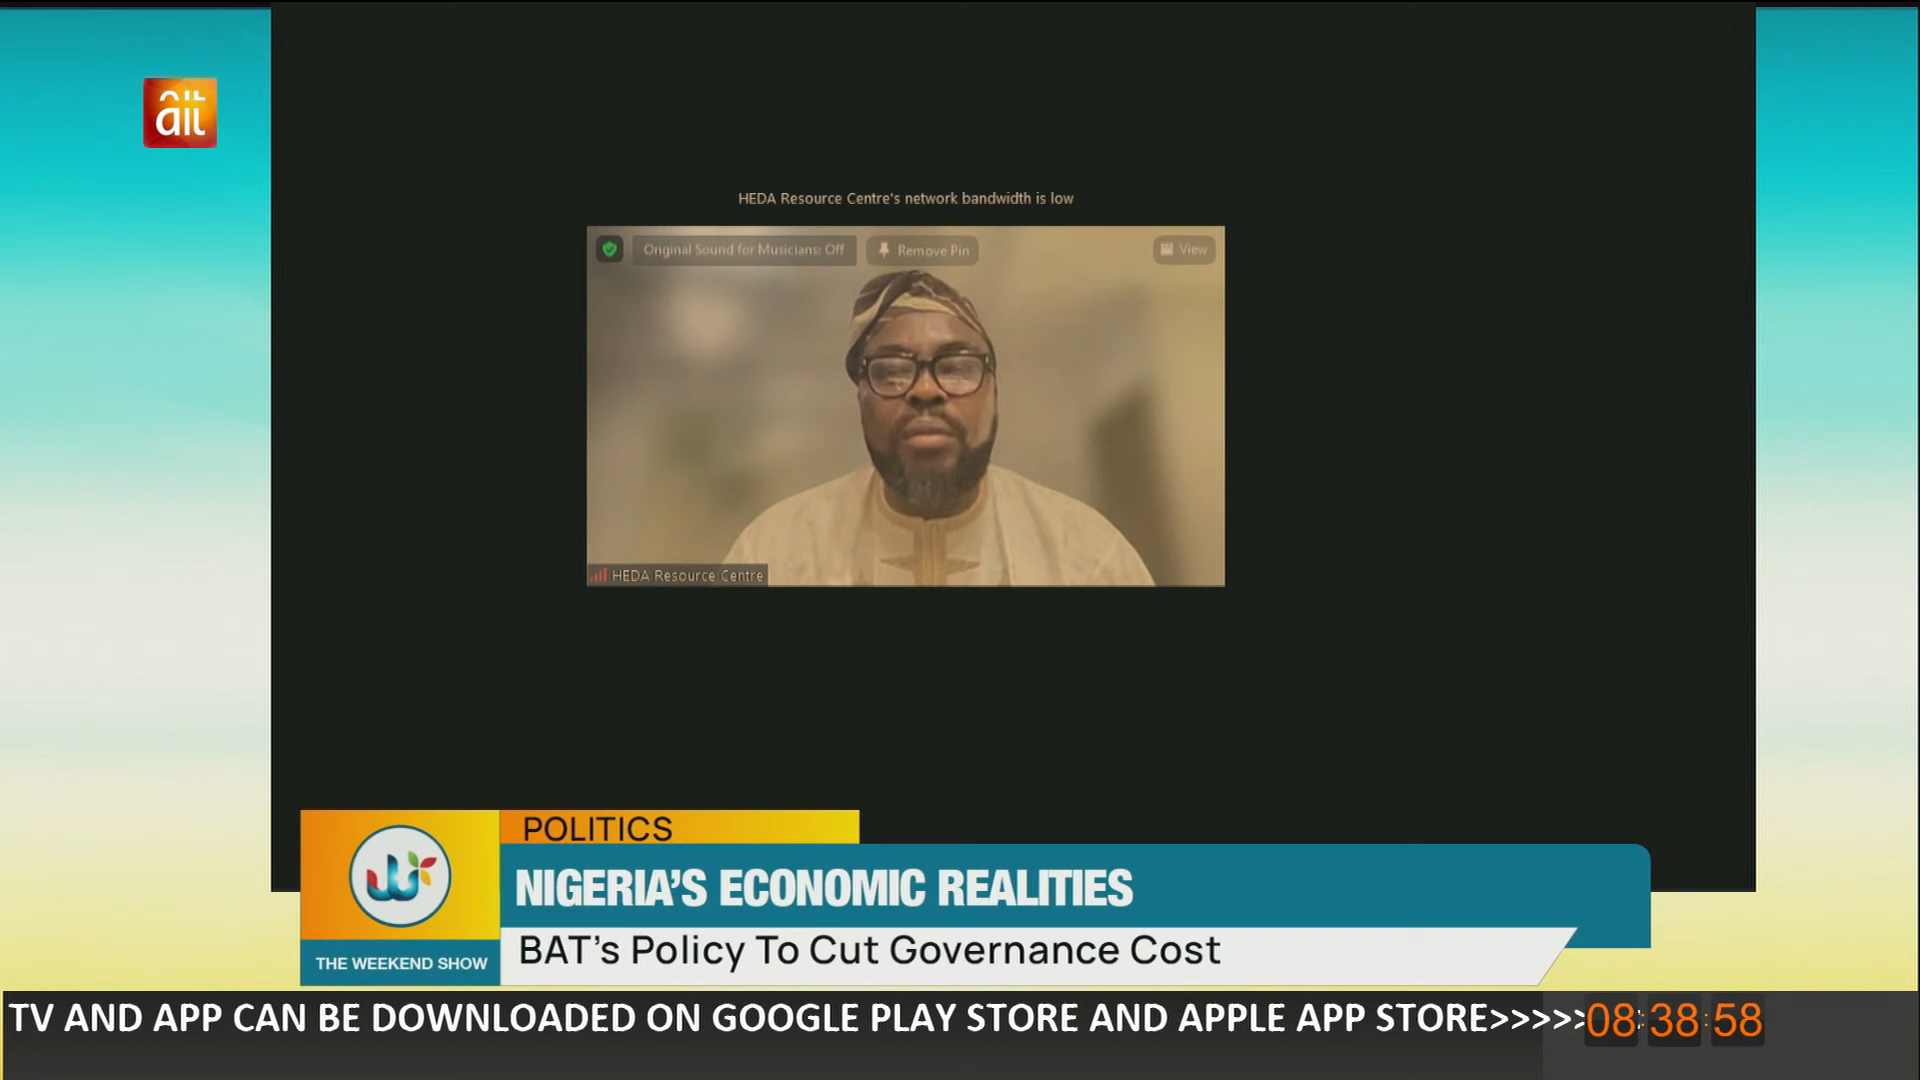 âit
HEDA Resource Centre's network bandwidth is low
Original Sound for Musicians: Off
Remove Pin
View
HEDA Resource Centre
POLITICS
NIGERIA'S ECONOMIC REALITIES
BAT's Policy To Cut Governance Cost
THE WEEKEND SHOW
TV AND APP CAN BE DOWNLOADED ON GOOGLE PLAY STORE AND APPLE APP STORE>>>>>
08:38:58